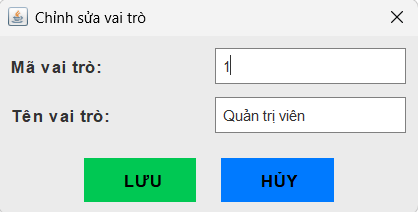 Chỉnh sửa vai trò
Mã vai trò: 1
Tên vai trò: Quản trị viên
LƯU HỦY